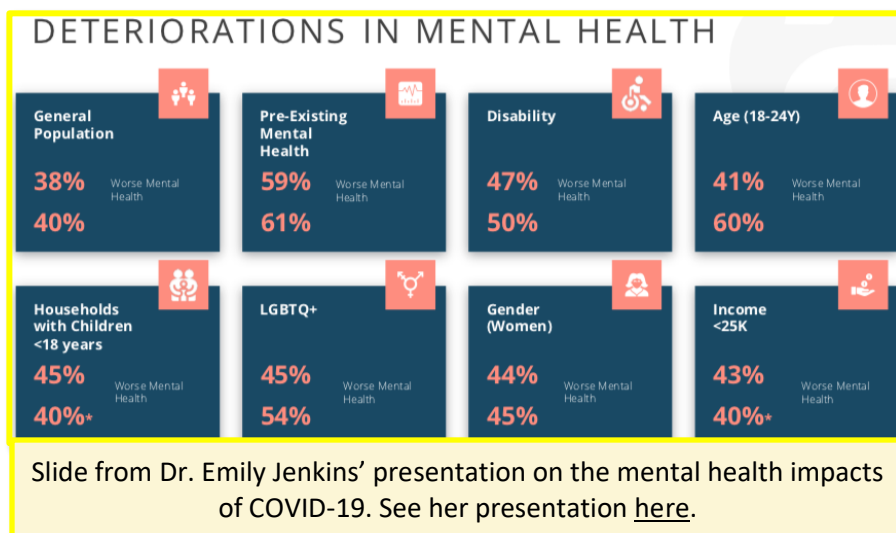 DETERIORATIONS IN MENTAL HEALTH
General
Population
38%
Worse Mental
Health
40%
Pre-Existing
Mental
Health
59%
Worse Mental
Health
61%
Disability
47%
Worse Mental
Health
50%
Age (18-24Y)
41%
Worse Mental
Health
60%
Households
with Children
<18 years
45%
Worse Mental
Health
40%*
LGBTQ+
45%
Worse Mental
Health
54%
Gender
(Women)
44%
Worse Mental
Health
45%
Income
<25K
43%
Worse Mental
Health
40%*
Slide from Dr. Emily Jenkins’ presentation on the mental health impacts
of COVID-19. See her presentation here.